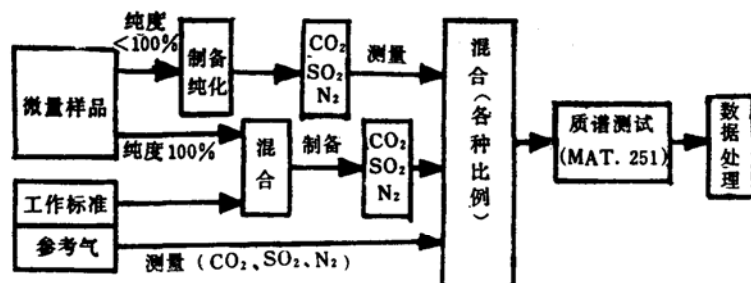 纯度
<100%
微量样品
制备
纯化
CO₂
SO₂
N₂
测量
纯度100%
混合
制备
CO₂
SO₂
N₂
工作标准
参考气
测量(CO₂、SO₂、N₂)
混合(各种比例)
质谱测试
(MAT. 251)
数据处理